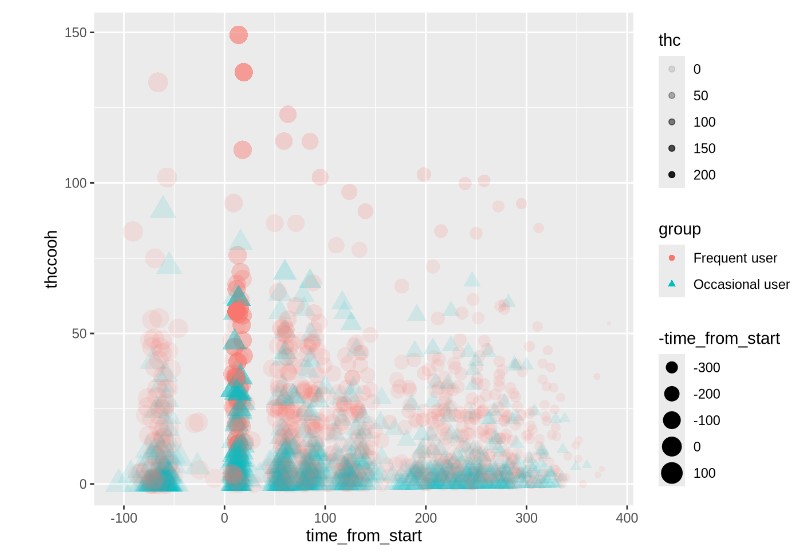 150
100
50
0
thccooh
-100
0
100
200
300
400
time_from_start
thc
0
50
100
150
200
group
Frequent user
Occasional user
-time_from_start
-300
-200
-100
0
100